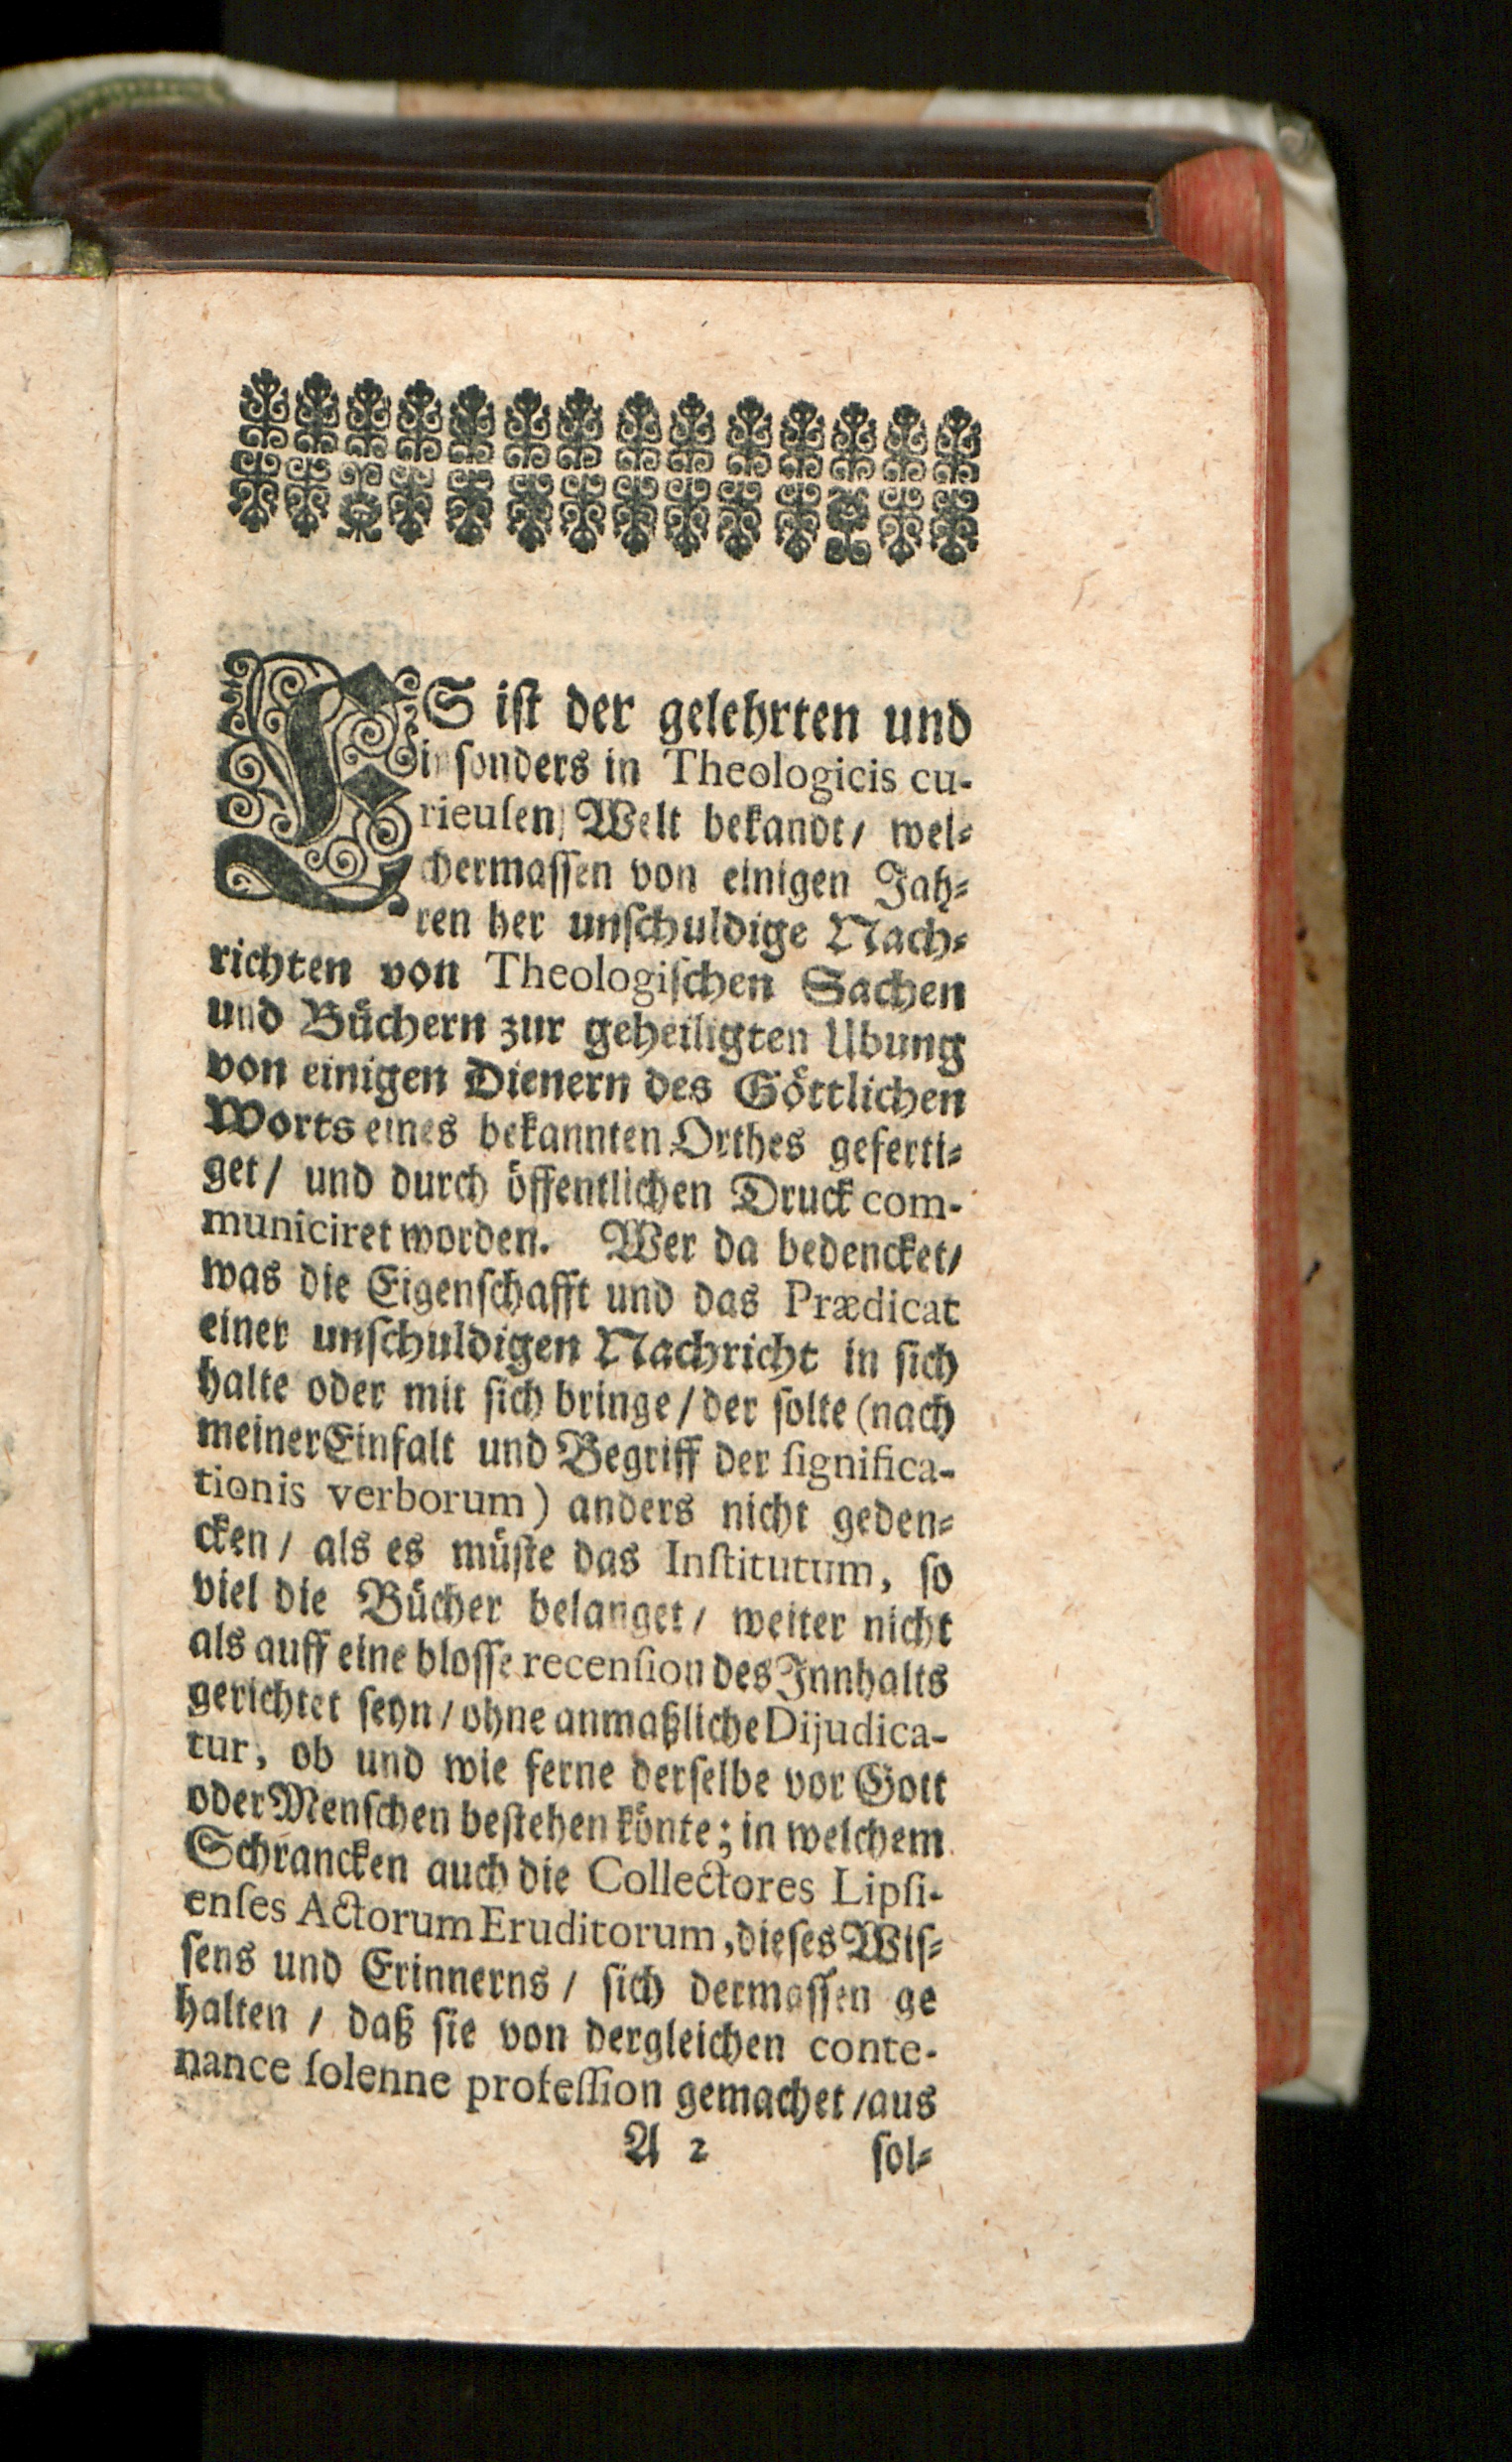 ES ist der gelehrten und
insonders in Theologicis cu-
rieusen Welt bekandt/ wel-
chermassen von einigen Jah-
ren her unschuldige Nach-
richten von Theologischen Sachen
und Büchern zur geheiligten Ubung
von einigen Dienern des Göttlichen
Worts eines bekannten Orthes geferti-
get/ und durch öffentlichen Druck com-
municiret worden. Wer da bedencket/
was die Eigenschafft und das Prædicat
einer unschuldigen Nachricht in sich
halte oder mit sich bringe/ der solte (nach
meiner Einfalt und Begriff der significa-
tionis verborum) anders nicht geden-
cken/ als es müste das Institutum, so
viel die Bücher belanget/ weiter nicht
als auff eine blosse recension des Innhalts
gerichtet seyn/ ohne anmaßliche Dijudica-
tur, ob und wie ferne derselbe vor Gott
oder Menschen bestehen könte; in welchem
Schrancken auch die Collectores Lipsi-
enses Actorum Eruditorum, dieses Wis-
sens und Erinnerns/ sich dermassen ge
halten/ daß sie von dergleichen conte-
nance solenne profession gemachet/ aus
A 2 sol-